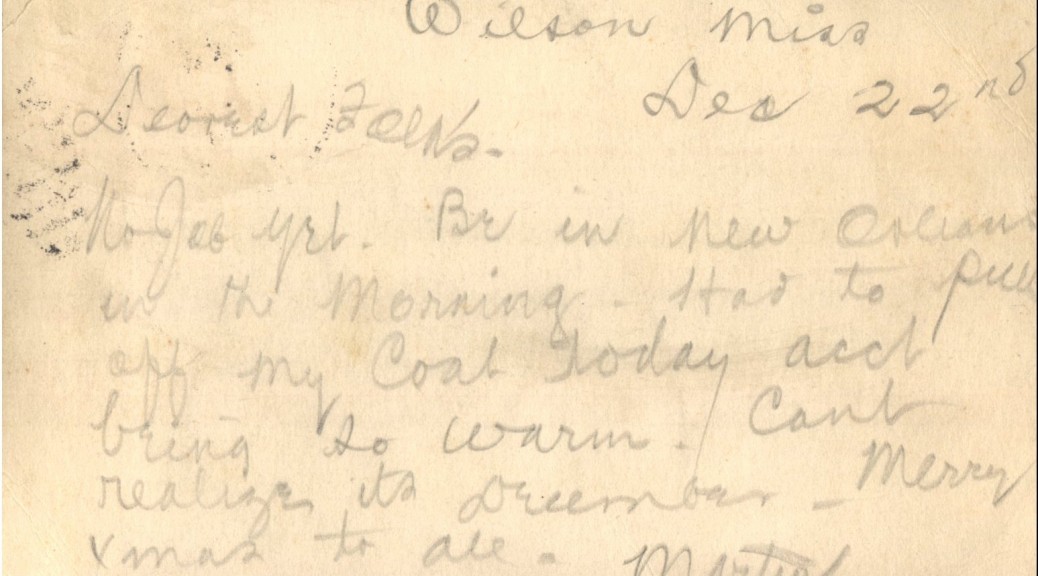 Wilson Miss
Dec 22nd
Dearest Folks.
No Job yet. Be in New Orleans
in the Morning - Had to pull
off my Coat today acct
being so warm. Cant
realize its December - Merry
xmas to all.